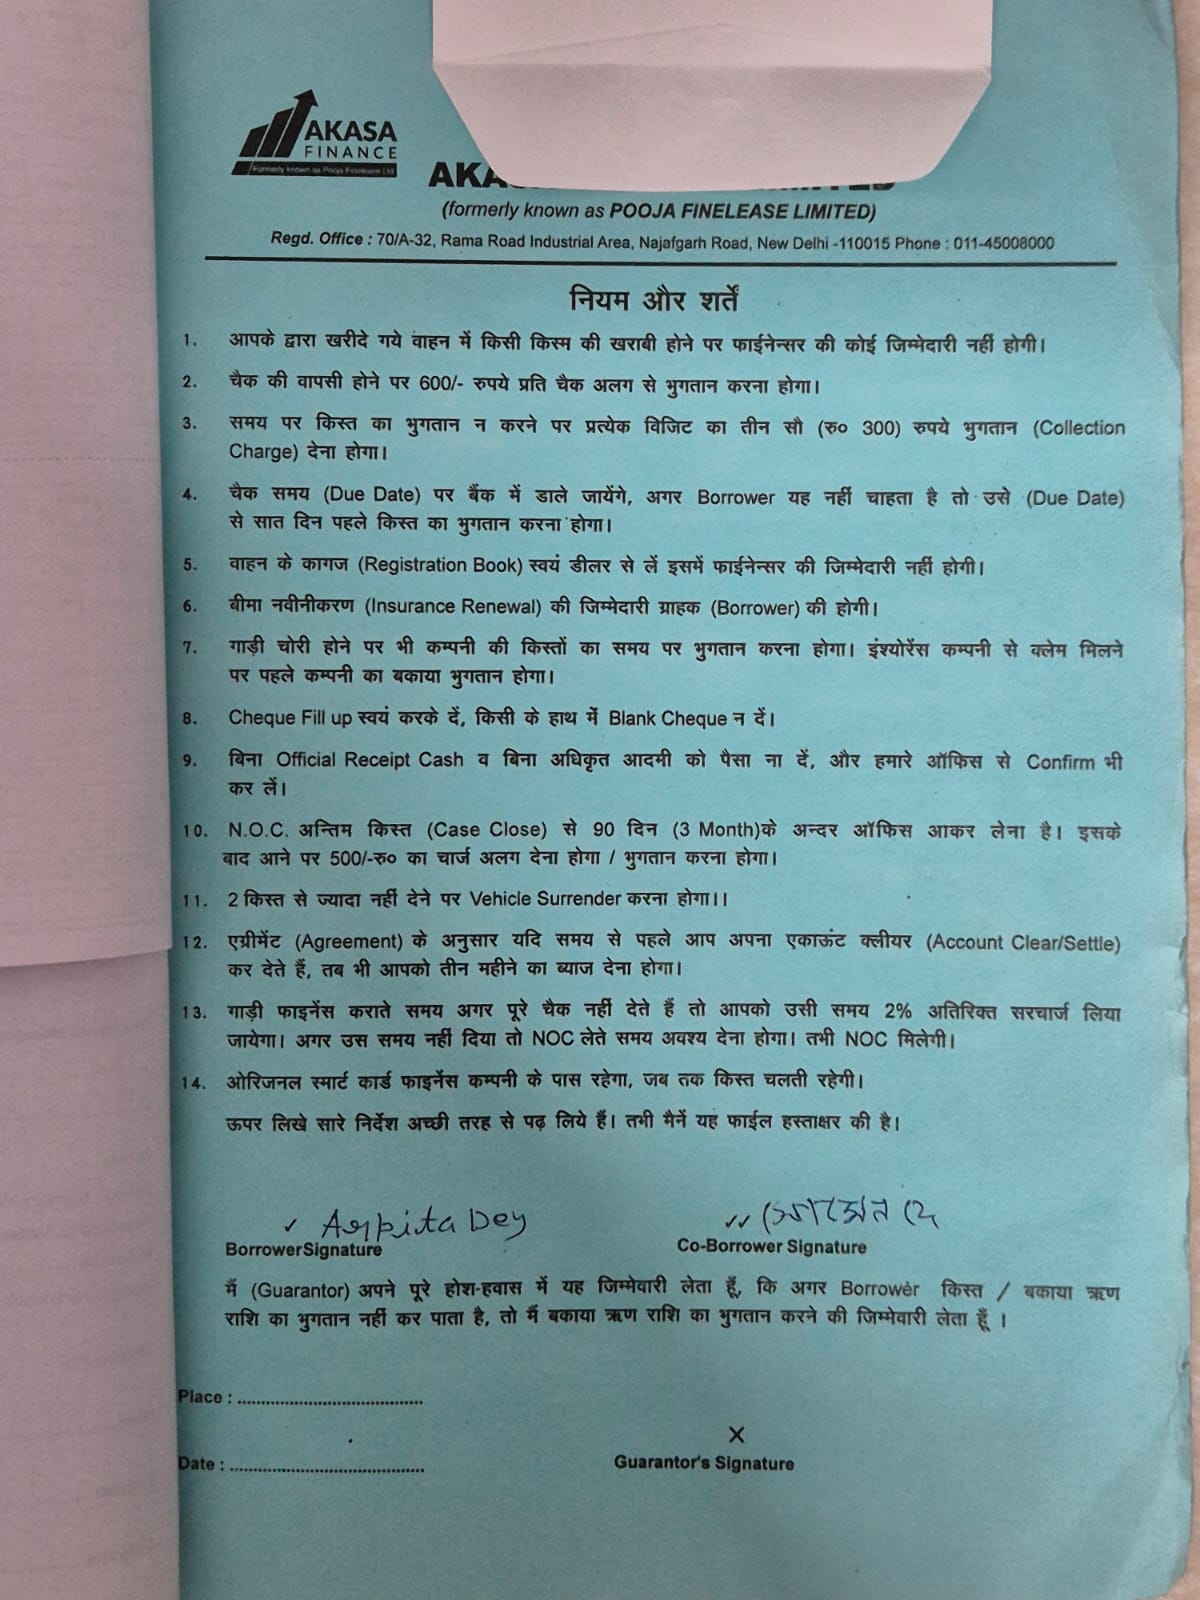 AKASA
FINANCE
Formerly known as Pooja Finelease Ltd
(formerly known as POOJA FINELEASE LIMITED)
Regd. Office : 70/A-32, Rama Road Industrial Area, Najafgarh Road, New Delhi -110015 Phone : 011-45008000
नियम और शर्तें
1. आपके द्वारा खरीदे गये वाहन में किसी किस्म की खराबी होने पर फाईनेन्सर की कोई जिम्मेदारी नहीं होगी।
2. चैक की वापसी होने पर 600/- रुपये प्रति चैक अलग से भुगतान करना होगा।
3. समय पर किस्त का भुगतान न करने पर प्रत्येक विजिट का तीन सौ (रु० 300) रुपये भुगतान (Collection
Charge) देना होगा।
4. चैक समय (Due Date) पर बैंक में डाले जायेंगे, अगर Borrower यह नहीं चाहता है तो उसे (Due Date)
से सात दिन पहले किस्त का भुगतान करना होगा।
5. वाहन के कागज (Registration Book) स्वयं डीलर से लें इसमें फाईनेन्सर की जिम्मेदारी नहीं होगी।
6. बीमा नवीनीकरण (Insurance Renewal) की जिम्मेदारी ग्राहक (Borrower) की होगी।
7. गाड़ी चोरी होने पर भी कम्पनी की किस्तों का समय पर भुगतान करना होगा। इंश्योरेंस कम्पनी से क्लेम मिलने
पर पहले कम्पनी का बकाया भुगतान होगा।
8. Cheque Fill up स्वयं करके दें, किसी के हाथ में Blank Cheque न दें।
9. बिना Official Receipt Cash व बिना अधिकृत आदमी को पैसा ना दें, और हमारे ऑफिस से Confirm भी
कर लें।
10. N.O.C. अन्तिम किस्त (Case Close) से 90 दिन (3 Month)के अन्दर ऑफिस आकर लेना है। इसके
बाद आने पर 500/-रु० का चार्ज अलग देना होगा / भुगतान करना होगा।
11. 2 किस्त से ज्यादा नहीं देने पर Vehicle Surrender करना होगा।।
12. एग्रीमेंट (Agreement) के अनुसार यदि समय से पहले आप अपना एकाऊंट क्लीयर (Account Clear/Settle)
कर देते हैं, तब भी आपको तीन महीने का ब्याज देना होगा।
13. गाड़ी फाइनेंस कराते समय अगर पूरे चैक नहीं देते हैं तो आपको उसी समय 2% अतिरिक्त सरचार्ज लिया
जायेगा। अगर उस समय नहीं दिया तो NOC लेते समय अवश्य देना होगा। तभी NOC मिलेगी।
14. ओरिजनल स्मार्ट कार्ड फाइनेंस कम्पनी के पास रहेगा, जब तक किस्त चलती रहेगी।
ऊपर लिखे सारे निर्देश अच्छी तरह से पढ़ लिये हैं। तभी मैनें यह फाईल हस्ताक्षर की है।
Arpita Dey
BorrowerSignature
Co-Borrower Signature
मैं (Guarantor) अपने पूरे होश-हवास में यह जिम्मेवारी लेता हूँ, कि अगर Borrower किस्त / बकाया ऋण
राशि का भुगतान नहीं कर पाता है, तो मैं बकाया ऋण राशि का भुगतान करने की जिम्मेवारी लेता हूँ ।
Place : ........................................
X
Date : ..........................................
Guarantor's Signature